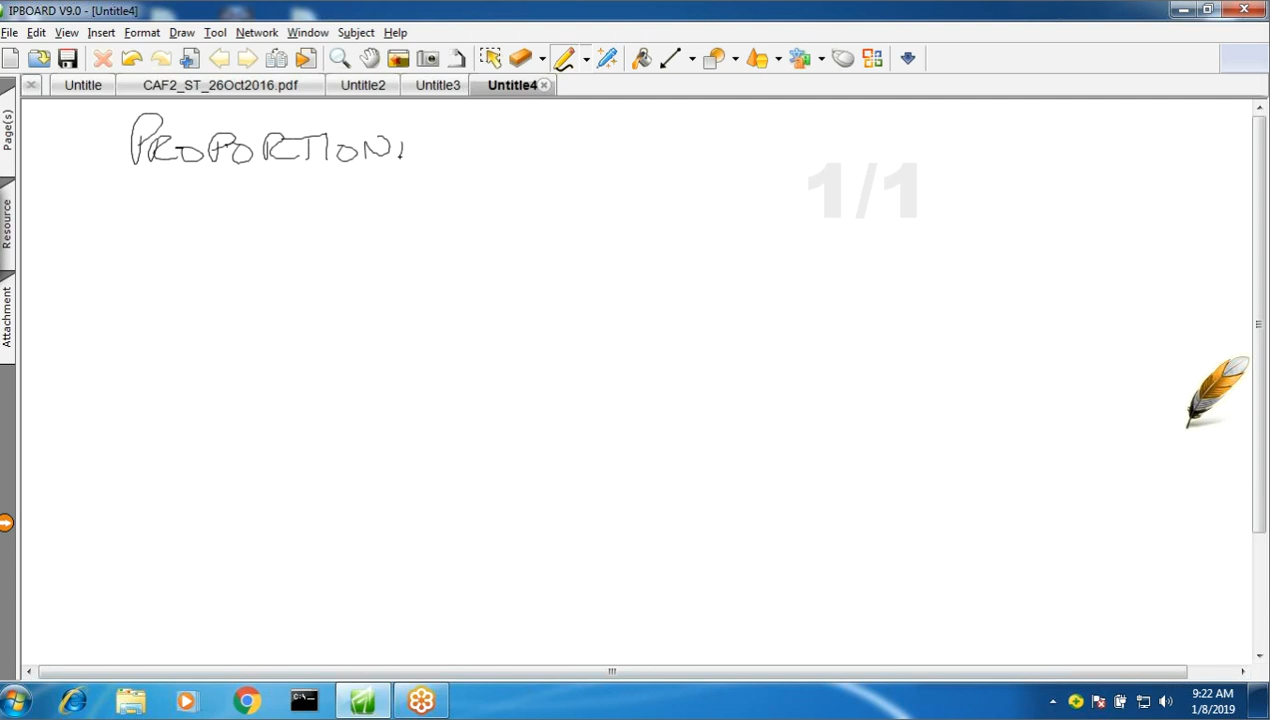 IPBOARD V9.0 - [Untitle4]
File Edit View Insert Format Draw Tool Network Window Subject Help
Untitle CAF2_ST_26Oct2016.pdf Untitle2 Untitle3 Untitle4
Page(s)
Resource
Attachment
PROPORTION
1/1
9:22 AM
1/8/2019